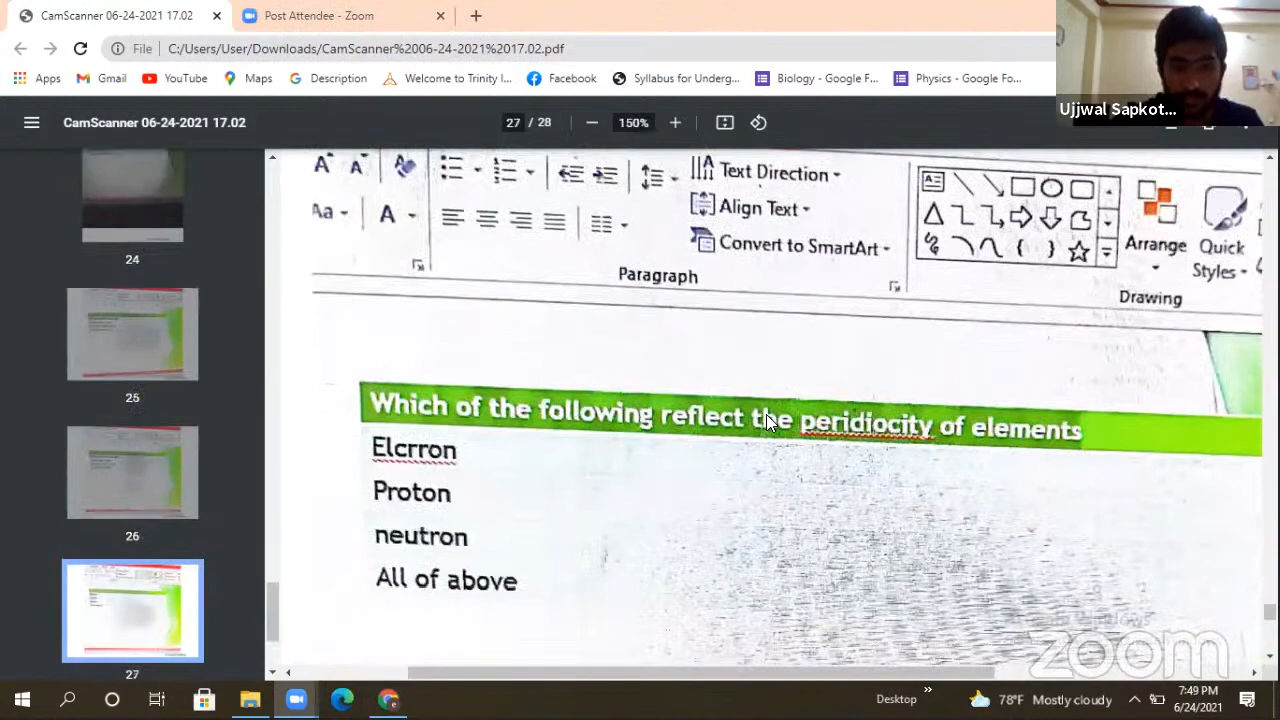 CamScanner 06-24-2021 17.02
Post Attendee - Zoom
File
C:/Users/User/Downloads/CamScanner%2006-24-2021%2017.02.pdf
Apps
Gmail
YouTube
Maps
Description
Welcome to Trinity I...
Facebook
Syllabus for Underg...
Biology - Google F...
Physics - Google Fo...
Ujjwal Sapkot...
CamScanner 06-24-2021 17.02
27 / 28
150%
24
25
26
27
Aa
A
Text Direction
Align Text
Convert to SmartArt
Paragraph
Arrange
Quick
Styles
Drawing
Which of the following reflect the peridiocity of elements
Elcrron
Proton
neutron
All of above
zoom
Desktop
78°F Mostly cloudy
7:49 PM
6/24/2021